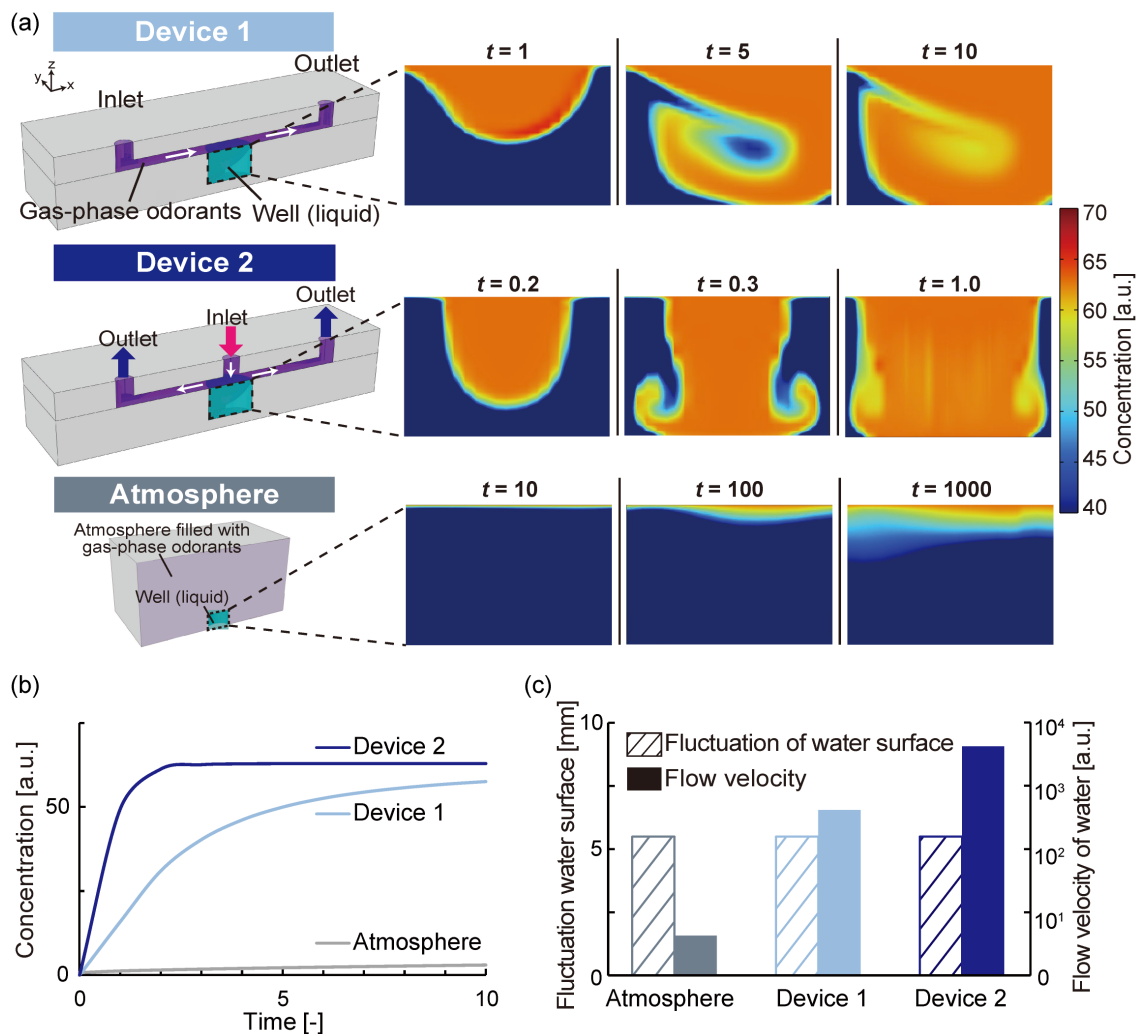 (a)
Device 1
z
y
x
Inlet
Outlet
Gas-phase odorants
Well (liquid)
t = 1
t = 5
t = 10
Device 2
Outlet
Inlet
Outlet
t = 0.2
t = 0.3
t = 1.0
Atmosphere
Atmosphere filled with
gas-phase odorants
Well (liquid)
t = 10
t = 100
t = 1000
70
65
60
55
50
45
40
Concentration [a.u.]
(b)
Concentration [a.u.]
50
0
Device 2
Device 1
Atmosphere
0
5
10
Time [-]
(c)
Fluctuation water surface [mm]
10
5
0
Fluctuation of water surface
Flow velocity
10⁴
10³
10²
10¹
0
Flow velocity of water [a.u.]
Atmosphere
Device 1
Device 2